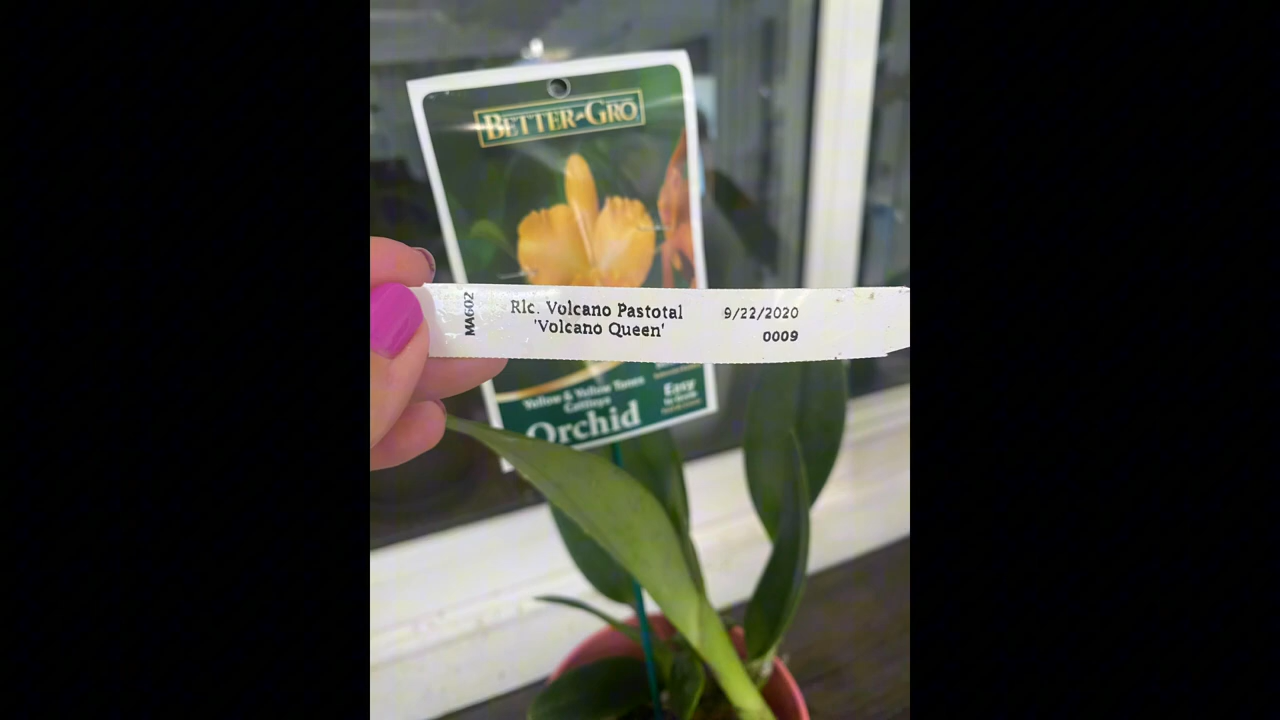 BETTER-GRO
MA602
Rlc. Volcano Pastotal
'Volcano Queen'
9/22/2020
0009
Yellow & Yellow Tones
Cattleya
Orchid
Easy